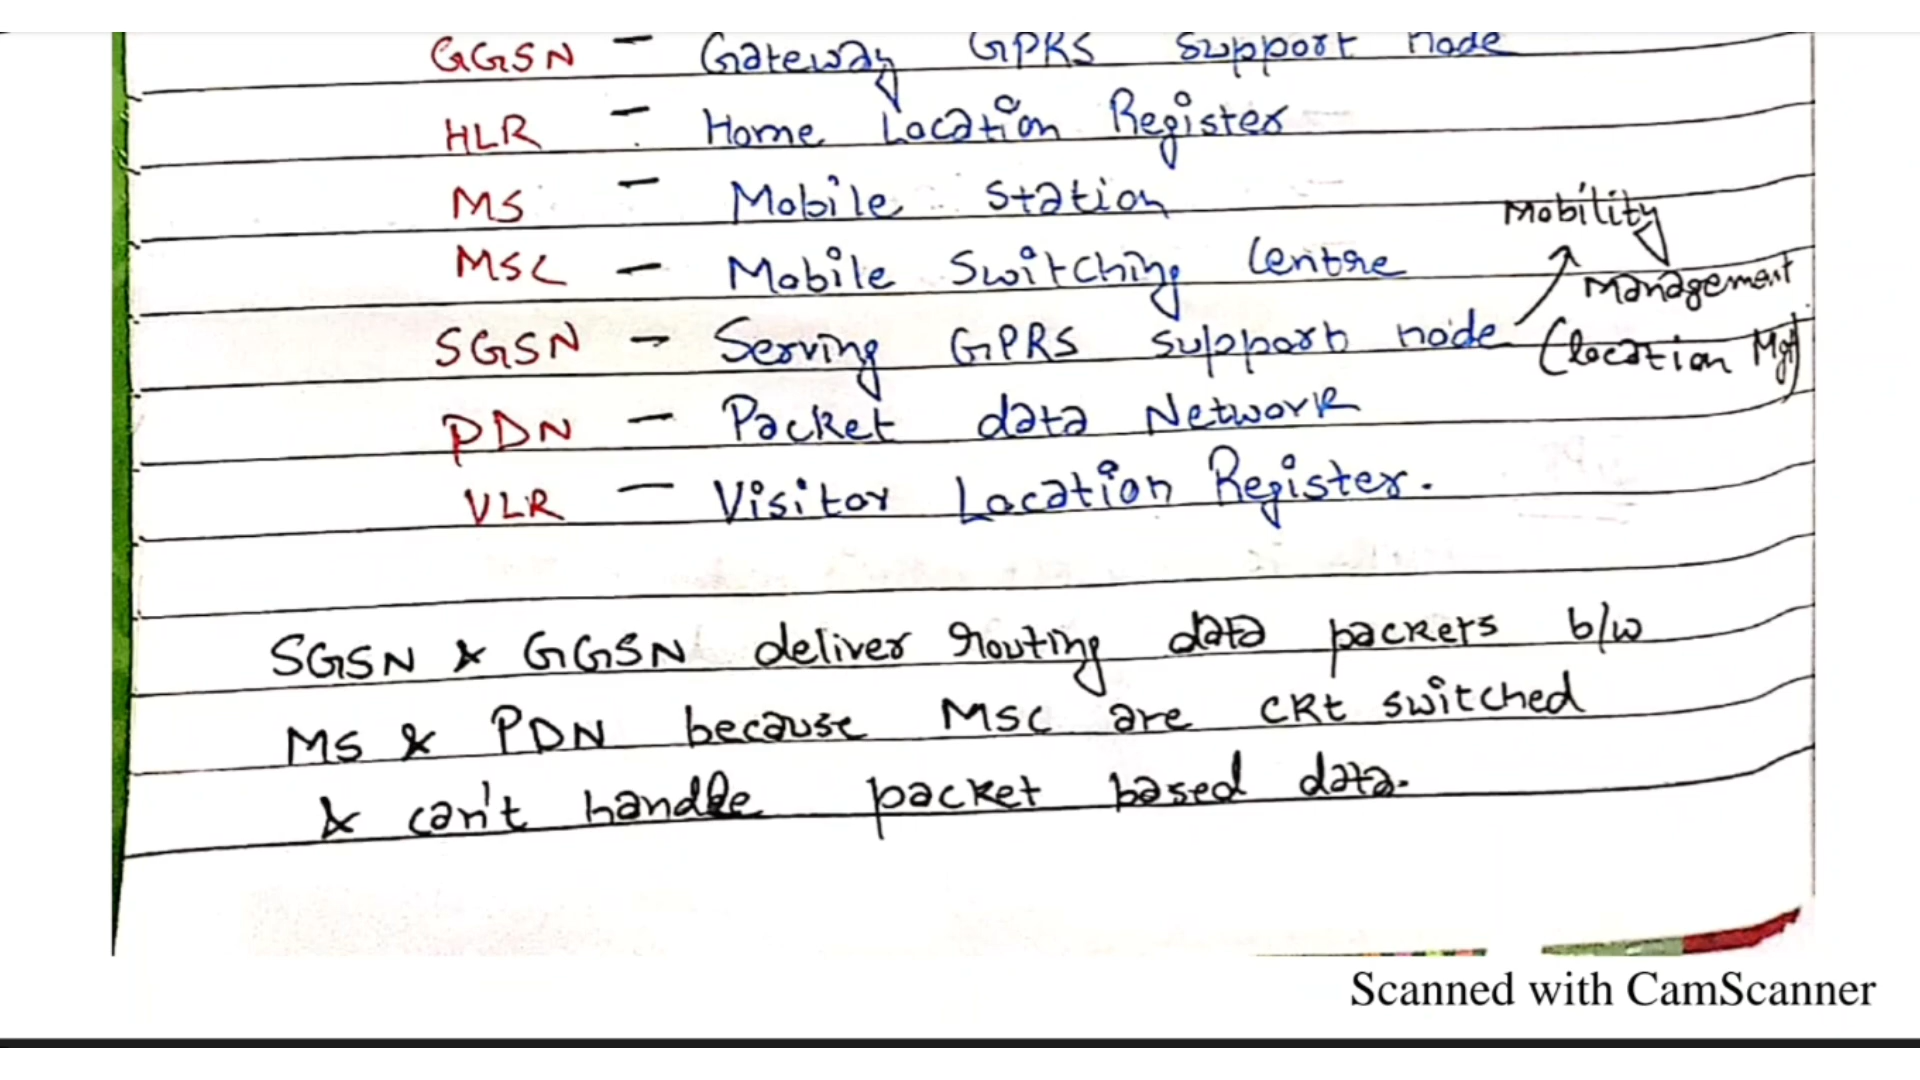 GGSN - Gateway GPRS support node
HLR - Home Location Register
MS - Mobile station
MSC - Mobile Switching Centre
SGSN - Serving GPRS support node
Mobility
Management
(location Mgt)
PDN - Packet data Network
VLR - Visitor Location Register.
SGSN & GGSN deliver routing data packets b/w
MS & PDN because MSC are CKt switched
& can't handle packet based data.
Scanned with CamScanner